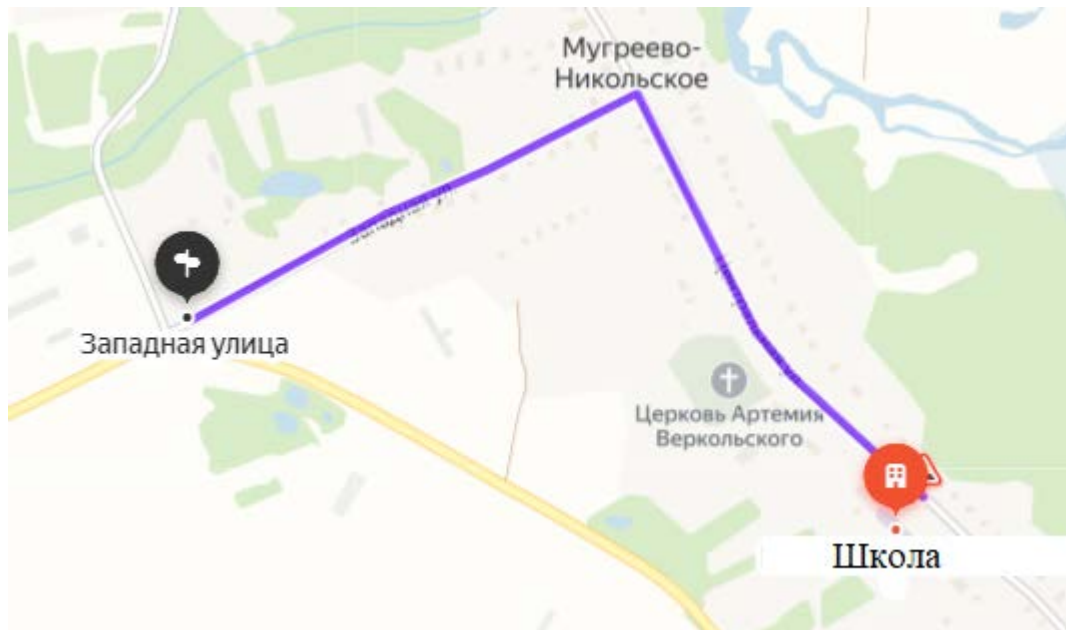 Мугреево-
Никольское
Западная улица
Церковь Артемия
Веркольского
Школа